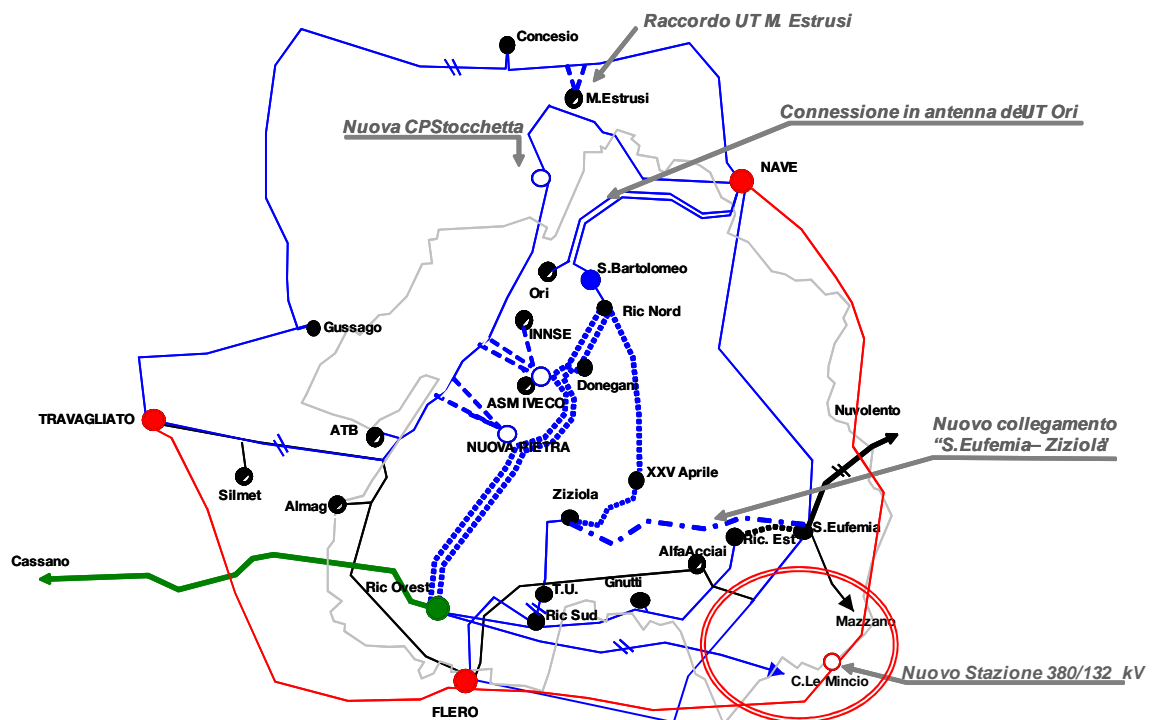 Raccordo UT M. Estrusi
Concesio
M.Estrusi
Connessione in antenna dell'UT Ori
Nuova CPStocchetta
NAVE
S.Bartolomeo
Ori
Ric Nord
Gussago
INNSE
Donegani
ASM IVECO
TRAVAGLIATO
ATB
NUOVA PIETRA
Nuvolento
Nuovo collegamento
“S.Eufemia– Ziziola”
Silmet
XXV Aprile
Almag
Ziziola
S.Eufemia
Ric. Est
AlfaAcciai
Cassano
Ric Ovest
T.U.
Gnutti
Ric Sud
Mazzano
C.Le Mincio
Nuovo Stazione 380/132 kV
FLERO